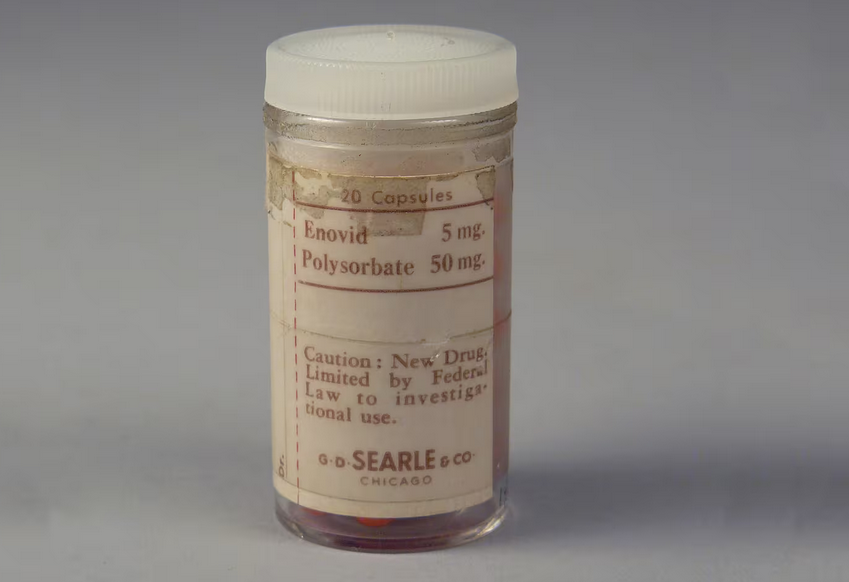 20 Capsules
Enovid 5 mg.
Polysorbate 50 mg.
Caution: New Drug.
Limited by Federal
Law to investiga-
tional use.
G·D·SEARLE & CO·
CHICAGO
Dr.